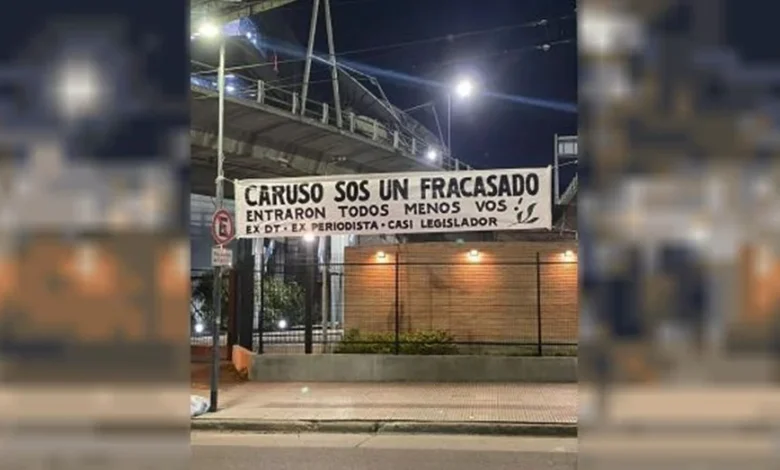 CARUSO SOS UN FRACASADO
ENTRARON TODOS MENOS VOS!
EX DT • EX PERIODISTA • CASI LEGISLADOR
E